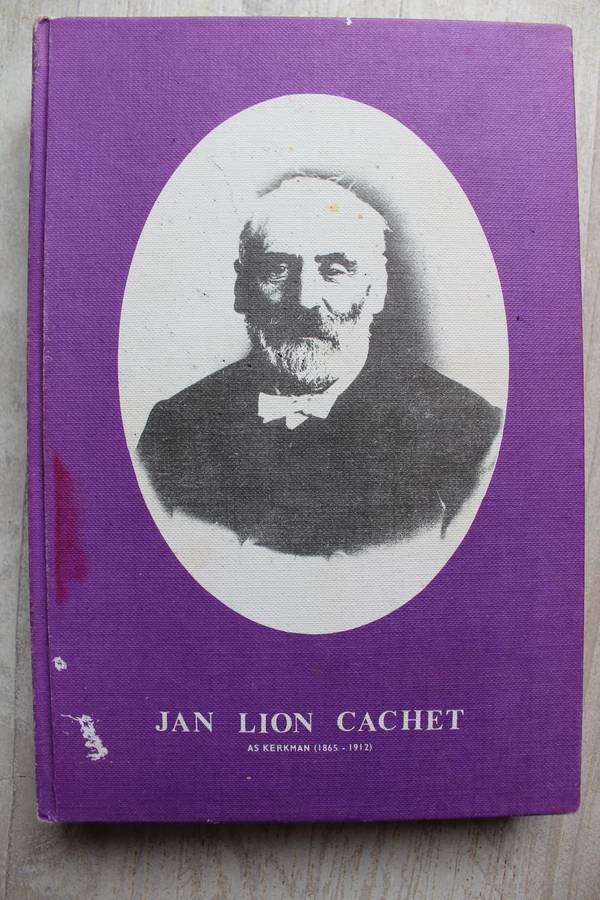 JAN LION CACHET
AS KERKMAN (1865 - 1912)